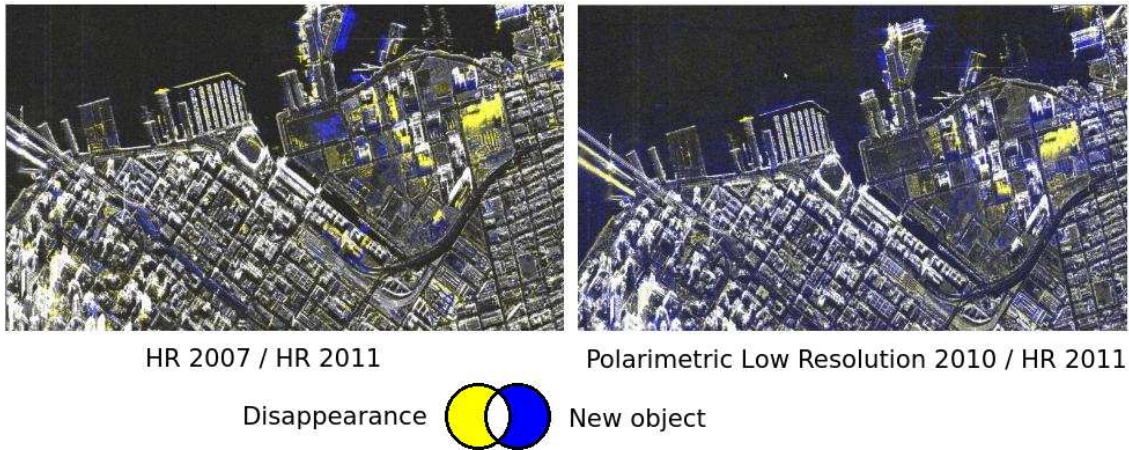 HR 2007 / HR 2011
Polarimetric Low Resolution 2010 / HR 2011
Disappearance
New object